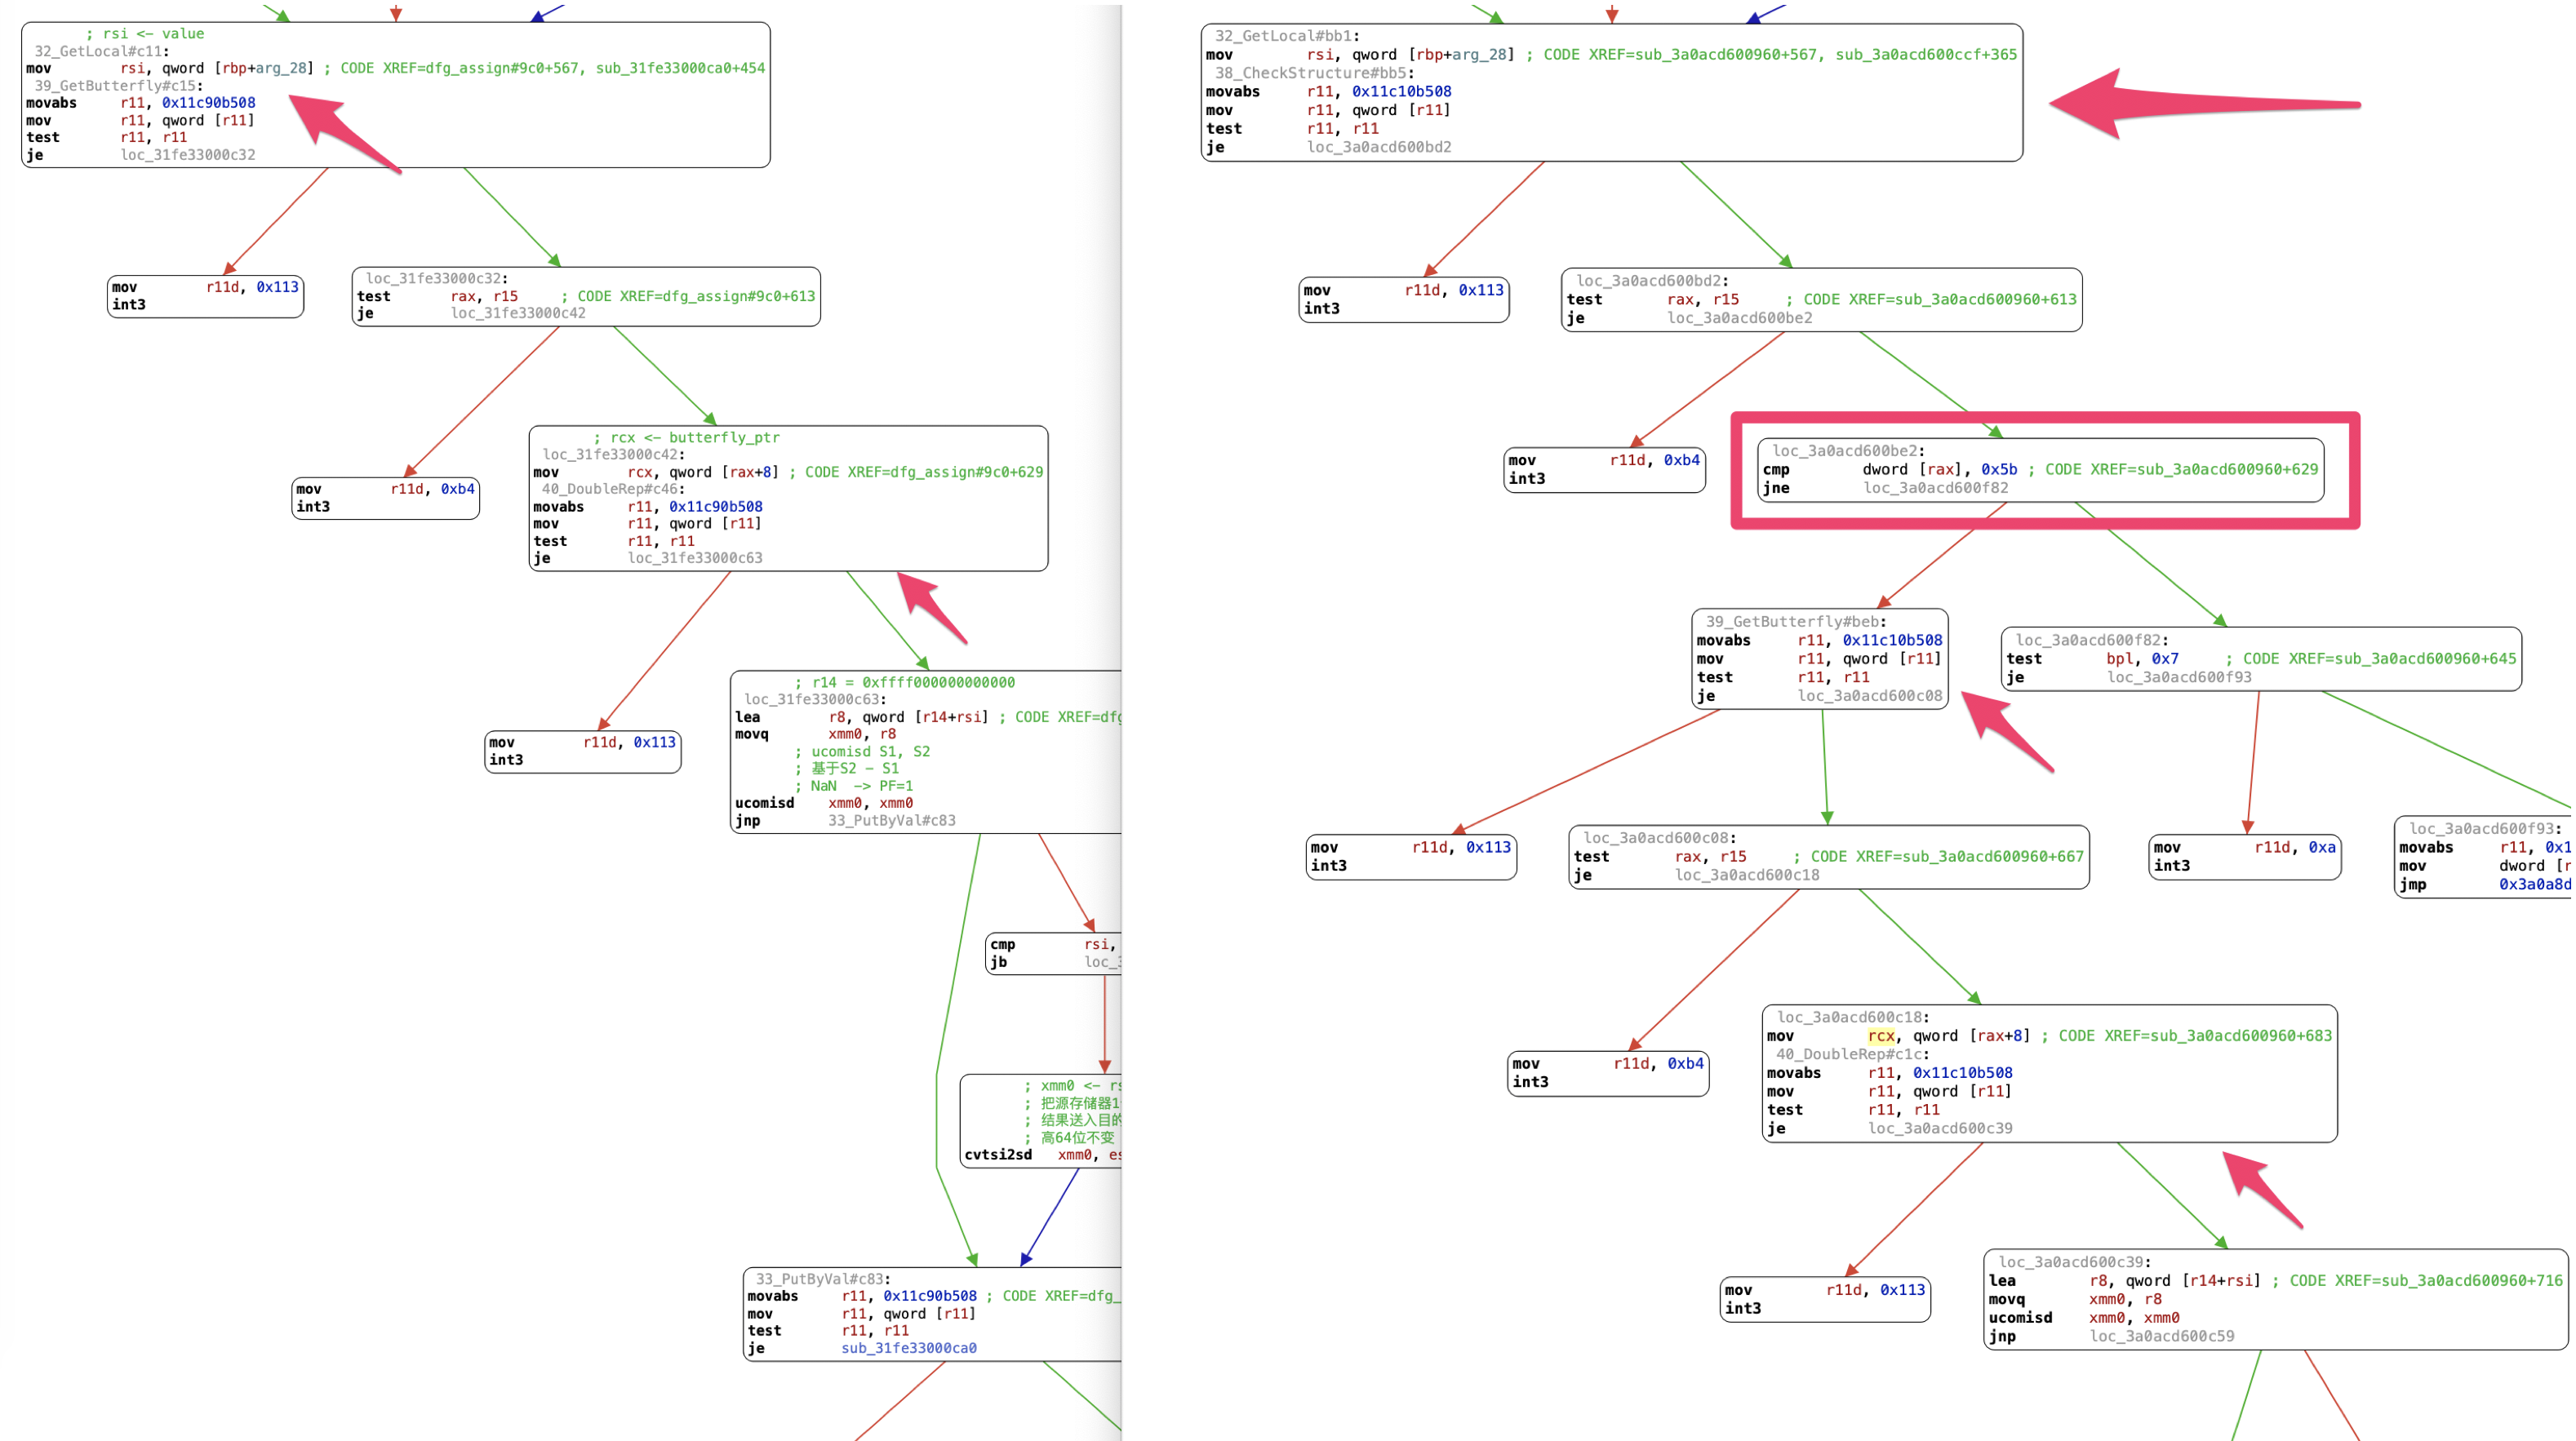 ; rsi <- value
32_GetLocal#c11:
mov rsi, qword [rbp+arg_28] ; CODE XREF=dfg_assign#9c0+567, sub_31fe33000ca0+454
39_GetButterfly#c15:
movabs r11, 0x11c90b508
mov r11, qword [r11]
test r11, r11
je loc_31fe33000c32
mov r11d, 0x113
int3
loc_31fe33000c32:
test rax, r15 ; CODE XREF=dfg_assign#9c0+613
je loc_31fe33000c42
mov r11d, 0xb4
int3
; rcx <- butterfly_ptr
loc_31fe33000c42:
mov rcx, qword [rax+8] ; CODE XREF=dfg_assign#9c0+629
40_DoubleRep#c46:
movabs r11, 0x11c90b508
mov r11, qword [r11]
test r11, r11
je loc_31fe33000c63
mov r11d, 0x113
int3
; r14 = 0xffff000000000000
loc_31fe33000c63:
lea r8, qword [r14+rsi] ; CODE XREF=dfg
movq xmm0, r8
; ucomisd S1, S2
; 基于S2 - S1
; NaN -> PF=1
ucomisd xmm0, xmm0
jnp 33_PutByVal#c83
cmp rsi,
jb loc_3
; xmm0 <- rs
; 把源存储器1
; 结果送入目的
; 高64位不变
cvtsi2sd xmm0, es
33_PutByVal#c83:
movabs r11, 0x11c90b508 ; CODE XREF=dfg_
mov r11, qword [r11]
test r11, r11
je sub_31fe33000ca0
32_GetLocal#bb1:
mov rsi, qword [rbp+arg_28] ; CODE XREF=sub_3a0acd600960+567, sub_3a0acd600ccf+365
38_CheckStructure#bb5:
movabs r11, 0x11c10b508
mov r11, qword [r11]
test r11, r11
je loc_3a0acd600bd2
mov r11d, 0x113
int3
loc_3a0acd600bd2:
test rax, r15 ; CODE XREF=sub_3a0acd600960+613
je loc_3a0acd600be2
mov r11d, 0xb4
int3
loc_3a0acd600be2:
cmp dword [rax], 0x5b ; CODE XREF=sub_3a0acd600960+629
jne loc_3a0acd600f82
39_GetButterfly#beb:
movabs r11, 0x11c10b508
mov r11, qword [r11]
test r11, r11
je loc_3a0acd600c08
loc_3a0acd600f82:
test bpl, 0x7 ; CODE XREF=sub_3a0acd600960+645
je loc_3a0acd600f93
mov r11d, 0x113
int3
loc_3a0acd600c08:
test rax, r15 ; CODE XREF=sub_3a0acd600960+667
je loc_3a0acd600c18
mov r11d, 0xa
int3
loc_3a0acd600f93:
movabs r11, 0x1
mov dword [r
jmp 0x3a0a8d
mov r11d, 0xb4
int3
loc_3a0acd600c18:
mov rcx, qword [rax+8] ; CODE XREF=sub_3a0acd600960+683
40_DoubleRep#c1c:
movabs r11, 0x11c10b508
mov r11, qword [r11]
test r11, r11
je loc_3a0acd600c39
mov r11d, 0x113
int3
loc_3a0acd600c39:
lea r8, qword [r14+rsi] ; CODE XREF=sub_3a0acd600960+716
movq xmm0, r8
ucomisd xmm0, xmm0
jnp loc_3a0acd600c59